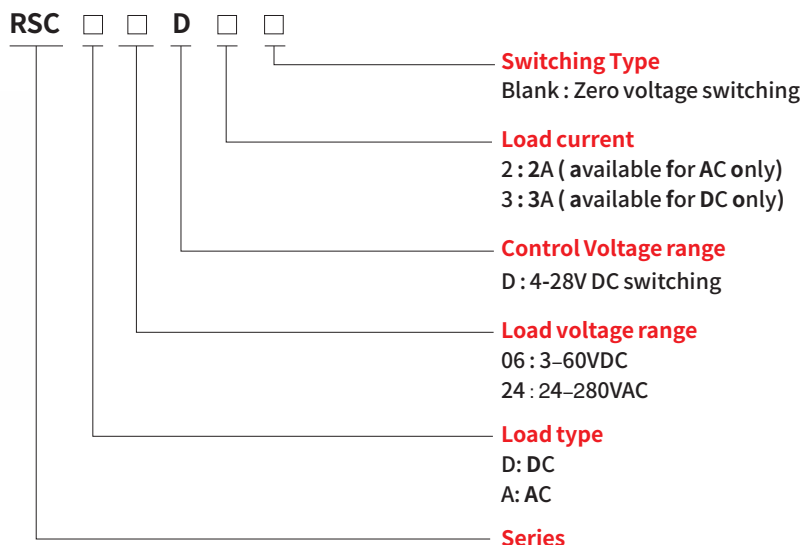 RSC □ □ D □ □
Switching Type
Blank : Zero voltage switching
Load current
2 : 2A ( available for AC only)
3 : 3A ( available for DC only)
Control Voltage range
D : 4-28V DC switching
Load voltage range
06 : 3–60VDC
24 : 24–280VAC
Load type
D: DC
A: AC
Series